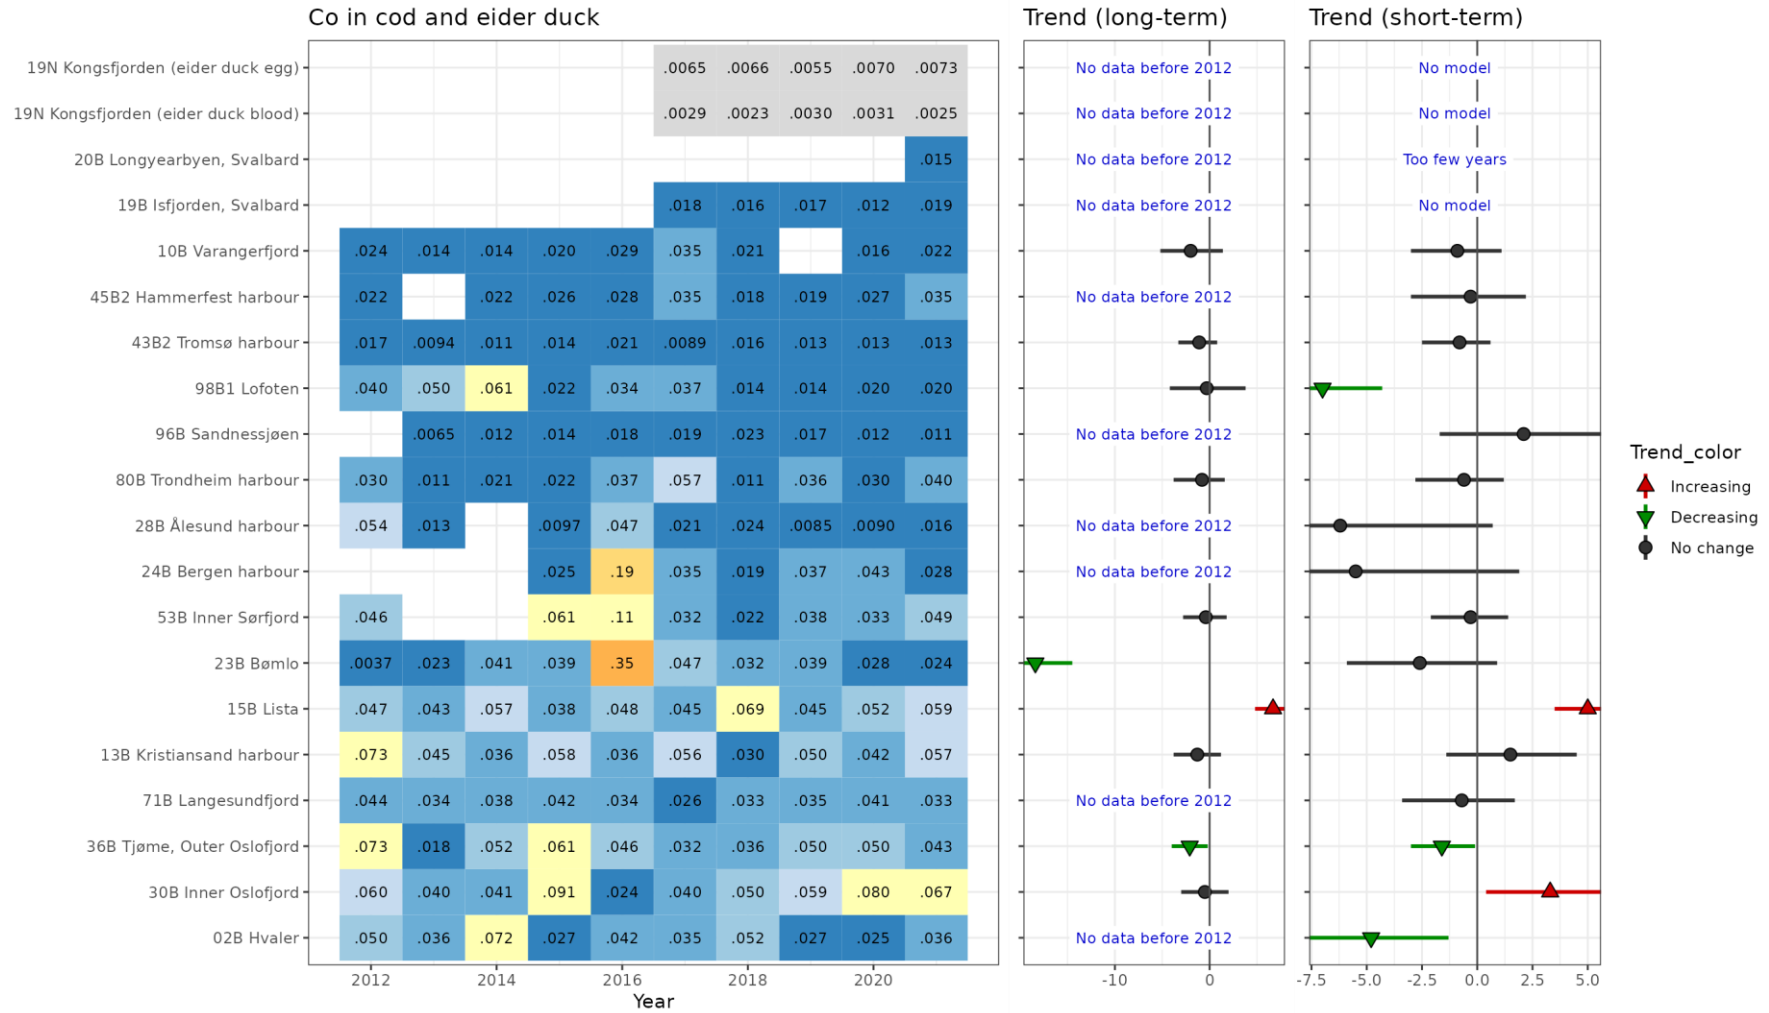 Co in cod and eider duck Trend (long-term) Trend (short-term)
19N Kongsfjorden (eider duck egg) .0065 .0066 .0055 .0070 .0073 No data before 2012 No model
19N Kongsfjorden (eider duck blood) .0029 .0023 .0030 .0031 .0025 No data before 2012 No model
20B Longyearbyen, Svalbard .015 No data before 2012 Too few years
19B Isfjorden, Svalbard .018 .016 .017 .012 .019 No data before 2012 No model
10B Varangerfjord .024 .014 .014 .020 .029 .035 .021 .016 .022
45B2 Hammerfest harbour .022 .022 .026 .028 .035 .018 .019 .027 .035 No data before 2012
43B2 Tromsø harbour .017 .0094 .011 .014 .021 .0089 .016 .013 .013 .013
98B1 Lofoten .040 .050 .061 .022 .034 .037 .014 .014 .020 .020
96B Sandnessjøen .0065 .012 .014 .018 .019 .023 .017 .012 .011 No data before 2012
80B Trondheim harbour .030 .011 .021 .022 .037 .057 .011 .036 .030 .040
28B Ålesund harbour .054 .013 .0097 .047 .021 .024 .0085 .0090 .016 No data before 2012
24B Bergen harbour .025 .19 .035 .019 .037 .043 .028 No data before 2012
53B Inner Sørfjord .046 .061 .11 .032 .022 .038 .033 .049
23B Bømlo .0037 .023 .041 .039 .35 .047 .032 .039 .028 .024
15B Lista .047 .043 .057 .038 .048 .045 .069 .045 .052 .059
13B Kristiansand harbour .073 .045 .036 .058 .036 .056 .030 .050 .042 .057
71B Langesundfjord .044 .034 .038 .042 .034 .026 .033 .035 .041 .033 No data before 2012
36B Tjøme, Outer Oslofjord .073 .018 .052 .061 .046 .032 .036 .050 .050 .043
30B Inner Oslofjord .060 .040 .041 .091 .024 .040 .050 .059 .080 .067
02B Hvaler .050 .036 .072 .027 .042 .035 .052 .027 .025 .036 No data before 2012
2012 2014 2016 2018 2020 -10 0 -7.5 -5.0 -2.5 0.0 2.5 5.0
Year
Trend_color
Increasing
Decreasing
No change